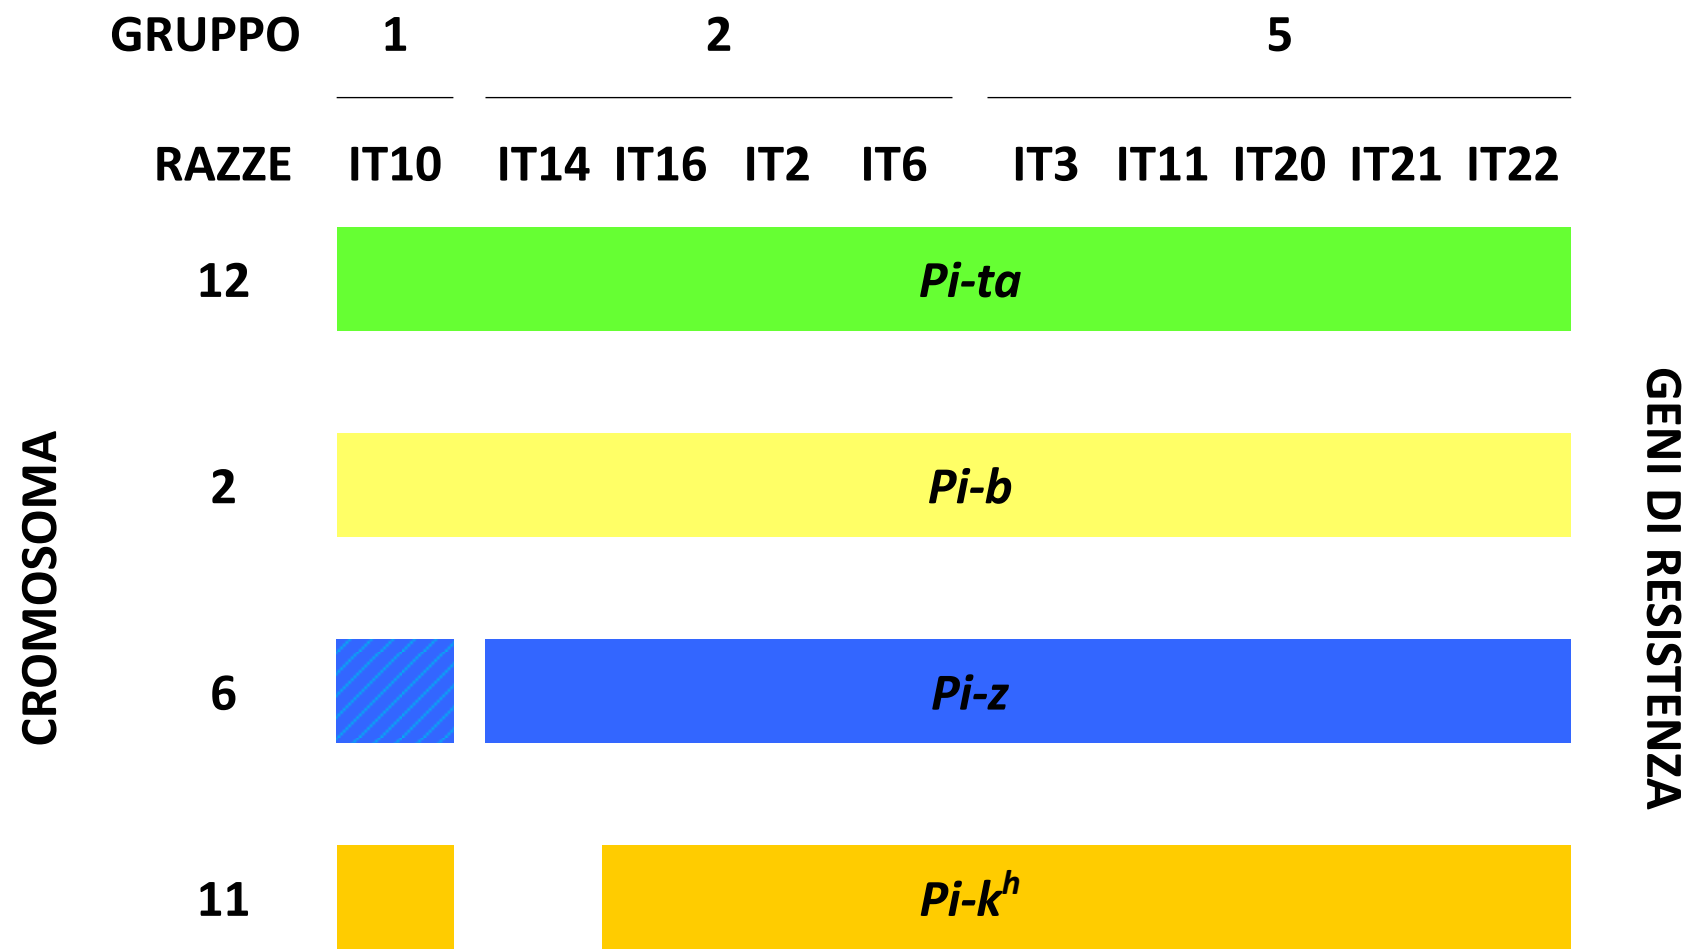 GRUPPO 1 2 5
RAZZE IT10 IT14 IT16 IT2 IT6 IT3 IT11 IT20 IT21 IT22
12 Pi-ta
2 Pi-b
6 Pi-z
11 Pi-kʰ
CROMOSOMA
GENI DI RESISTENZA